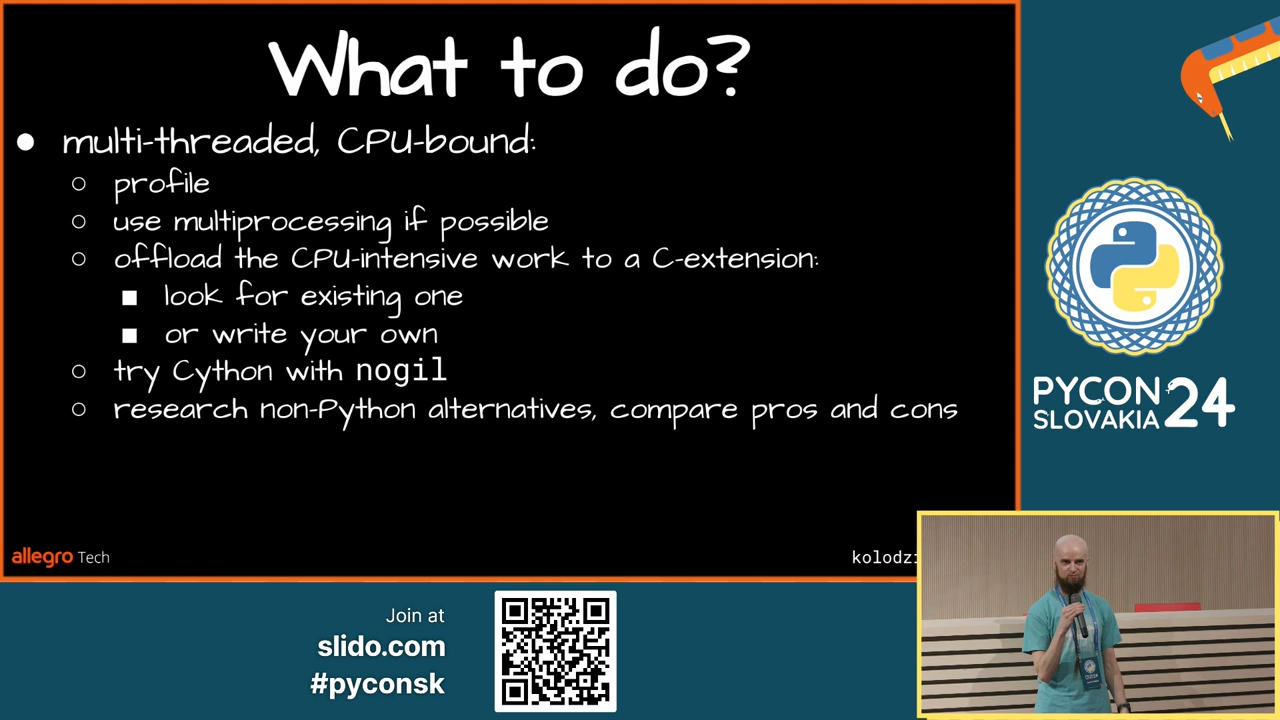 What to do?
● multi-threaded, CPU-bound:
○ profile
○ use multiprocessing if possible
○ offload the CPU-intensive work to a C-extension:
■ look for existing one
■ or write your own
○ try Cython with nogil
○ research non-Python alternatives, compare pros and cons
allegro Tech
PYCON
SLOVAKIA
24
Join at
slido.com
#pyconsk